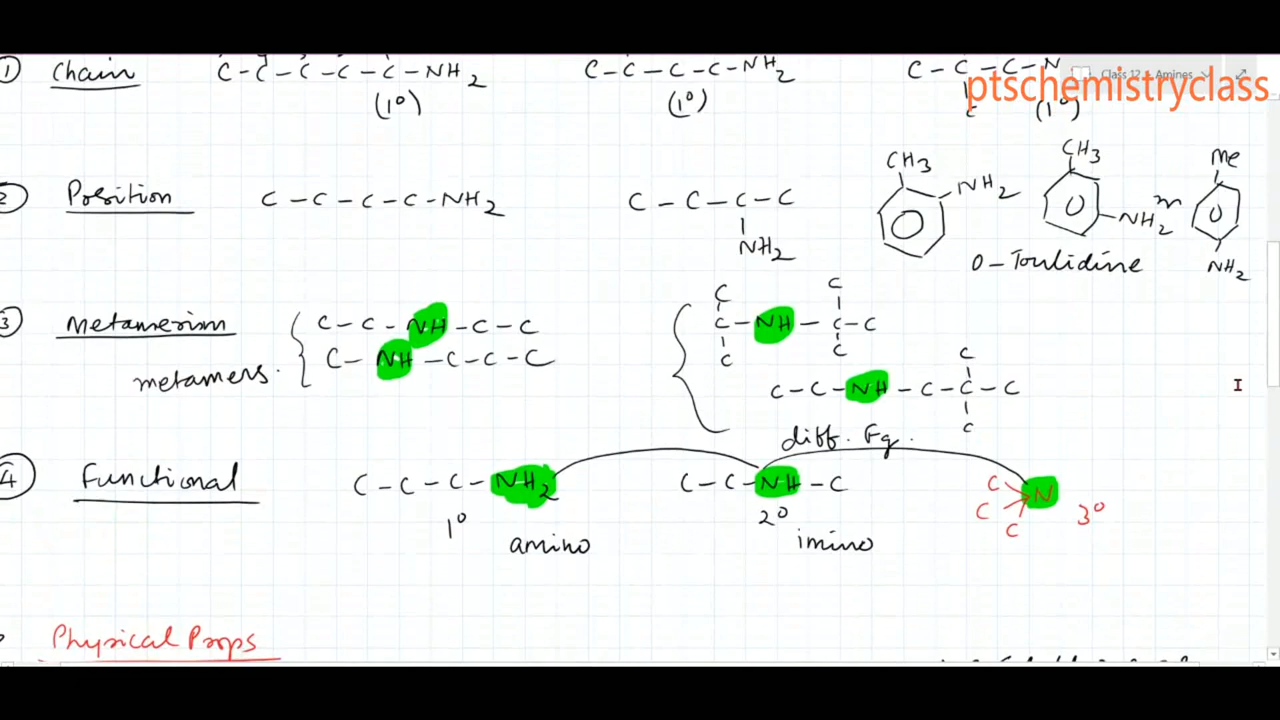 ① Chain C-C-C-C-C-NH2 C-C-C-C-NH2 C-C-C-N
Class 12 - Amines
ptschemistryclass
(1°) (1°) C (1°)
② Position C-C-C-C-NH2 C-C-C-C
NH2
CH3 NH2 CH3 NH2 m Me NH2
O-Toulidine
③ Metamerism C-C-NH-C-C
metamers. C-NH-C-C-C
C C
C-NH-C-C
C C
C
C-C-NH-C-C-C
C
diff. Fg.
④ Functional C-C-C-NH2 C-C-NH-C C C C N
1° 2° 3°
amino imino
Physical Props